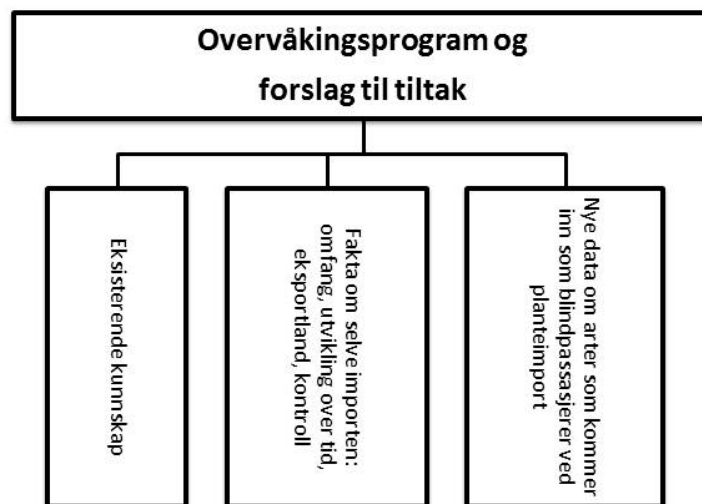 Overvåkingsprogram og
forslag til tiltak
Eksisterende kunnskap
Fakta om selve importen:
omfang, utvikling over tid,
eksportland, kontroll
Nye data om arter som kommer
inn som blindpassasjerer ved
planteimport